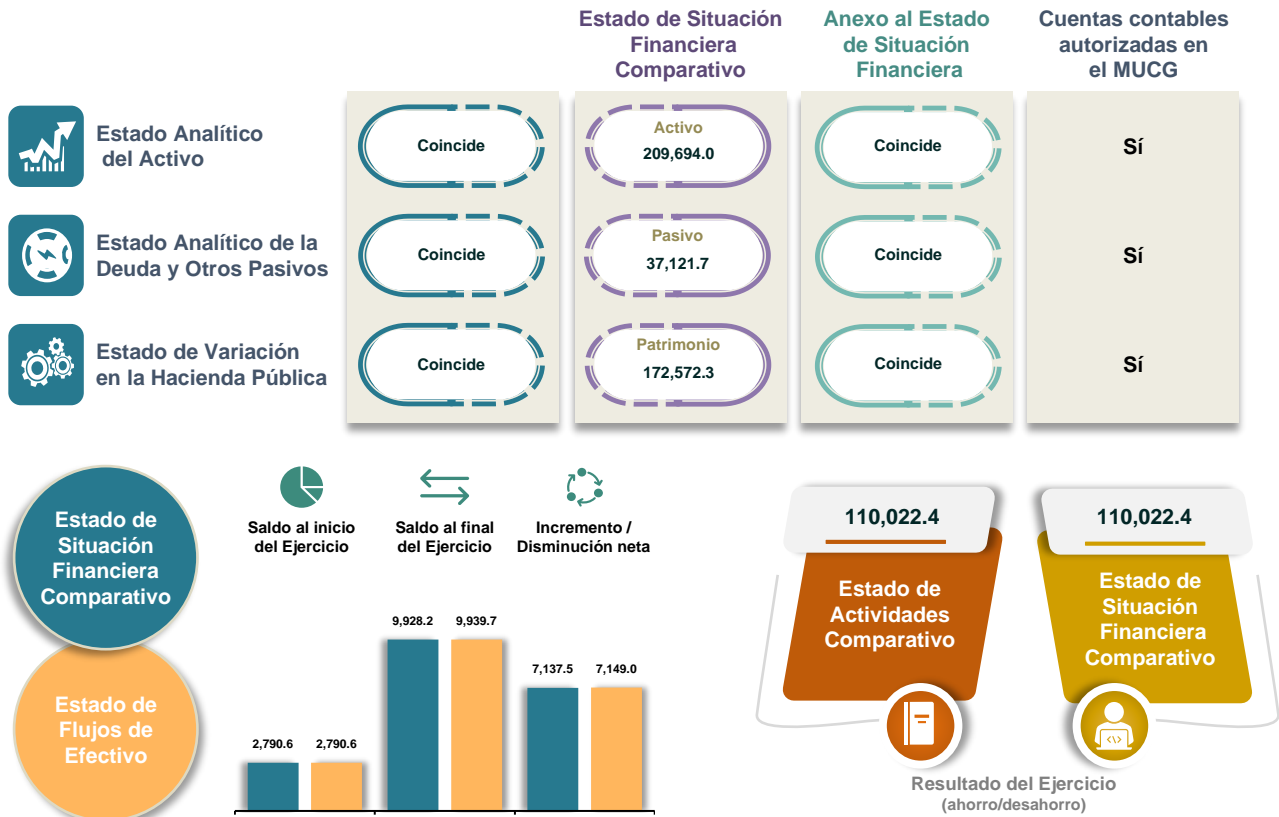 Estado de Situación
Financiera
Comparativo
Anexo al Estado
de Situación
Financiera
Cuentas contables
autorizadas en
el MUCG
Estado Analítico
del Activo
Coincide
Activo
209,694.0
Coincide
Sí
Estado Analítico de la
Deuda y Otros Pasivos
Coincide
Pasivo
37,121.7
Coincide
Sí
Estado de Variación
en la Hacienda Pública
Coincide
Patrimonio
172,572.3
Coincide
Sí
Estado de
Situación
Financiera
Comparativo
Estado de
Flujos de
Efectivo
Saldo al inicio
del Ejercicio
Saldo al final
del Ejercicio
Incremento /
Disminución neta
2,790.6
2,790.6
9,928.2
9,939.7
7,137.5
7,149.0
110,022.4
Estado de
Actividades
Comparativo
110,022.4
Estado de
Situación
Financiera
Comparativo
Resultado del Ejercicio
(ahorro/desahorro)